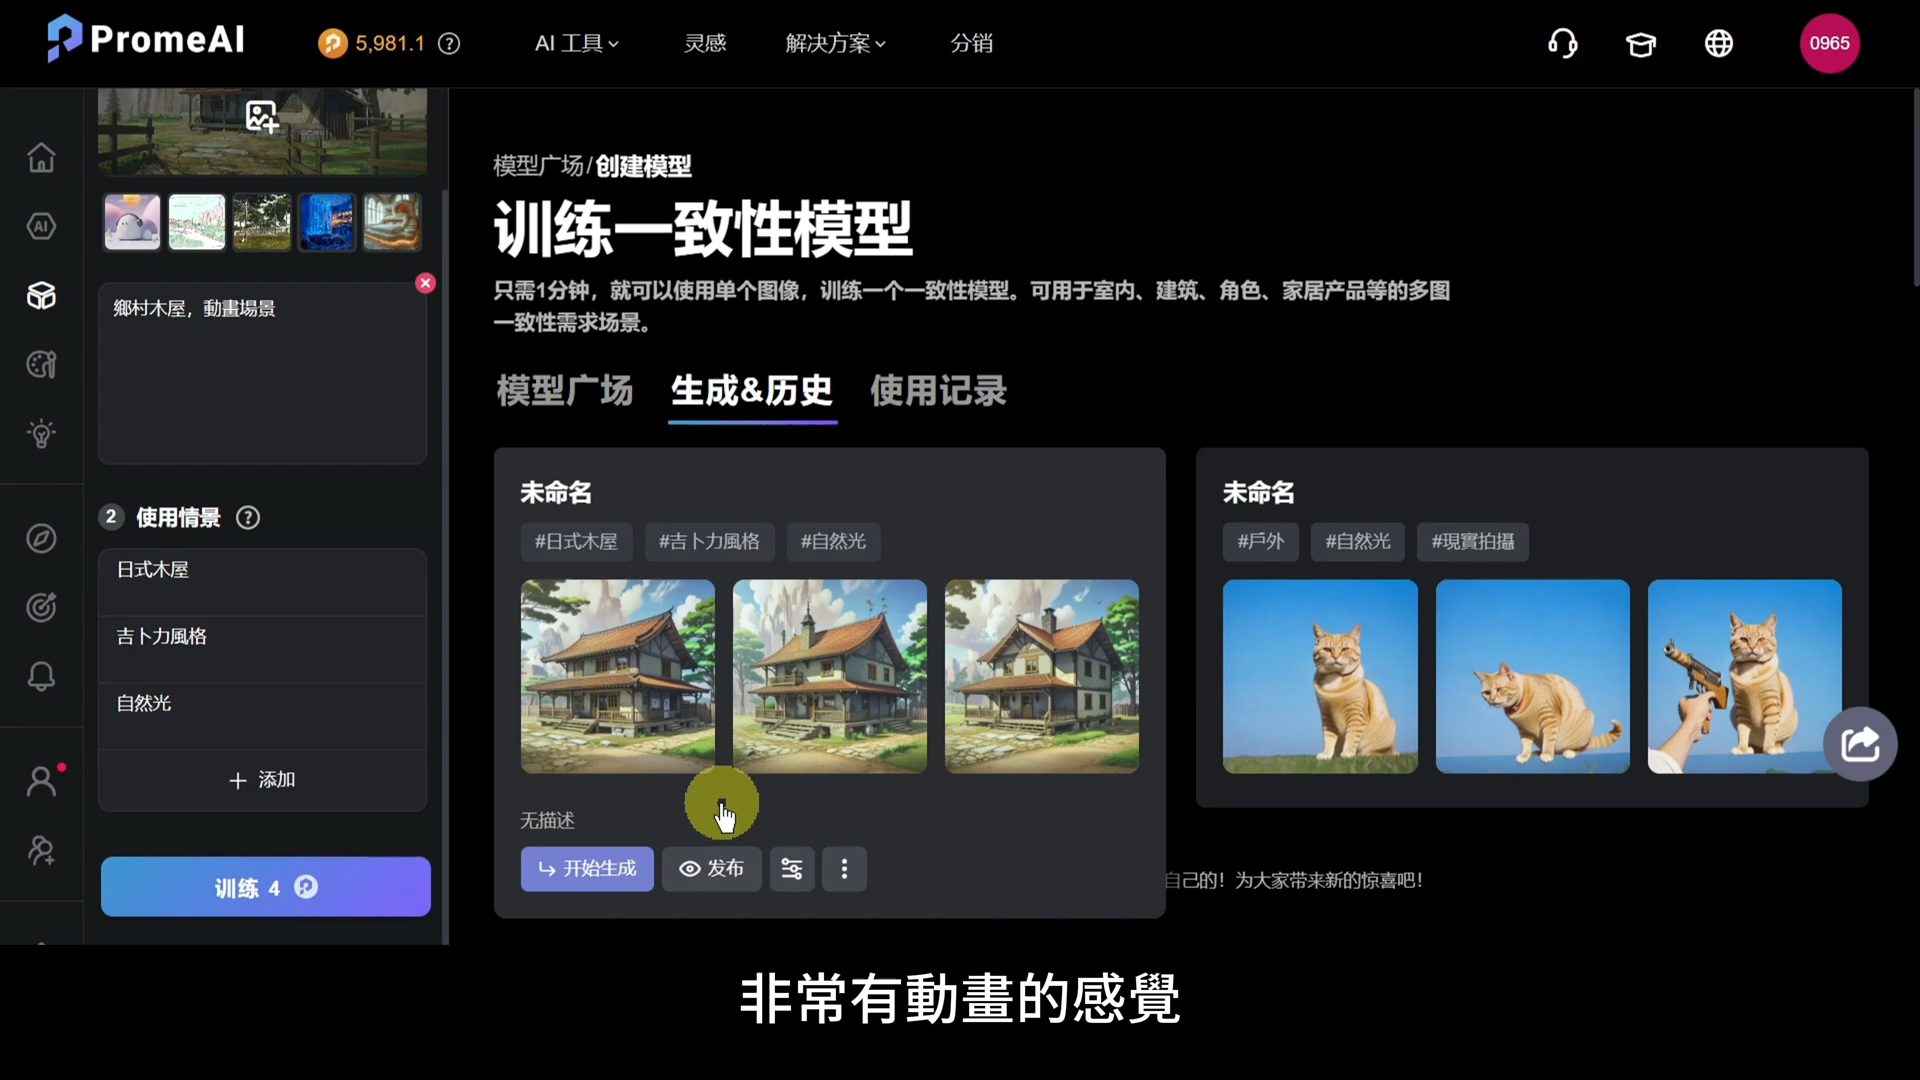 PromeAI
5,981.1
AI 工具
灵感
解决方案
分销
0965
AI
鄉村木屋，動畫場景
2 使用情景
日式木屋
吉卜力風格
自然光
+ 添加
训练 4
模型广场/创建模型
训练一致性模型
只需1分钟，就可以使用单个图像，训练一个一致性模型。可用于室内、建筑、角色、家居产品等的多图
一致性需求场景。
模型广场 生成&历史 使用记录
未命名
#日式木屋 #吉卜力風格 #自然光
无描述
开始生成 发布
未命名
#戶外 #自然光 #現實拍攝
自己的！为大家带来新的惊喜吧！
非常有動畫的感覺